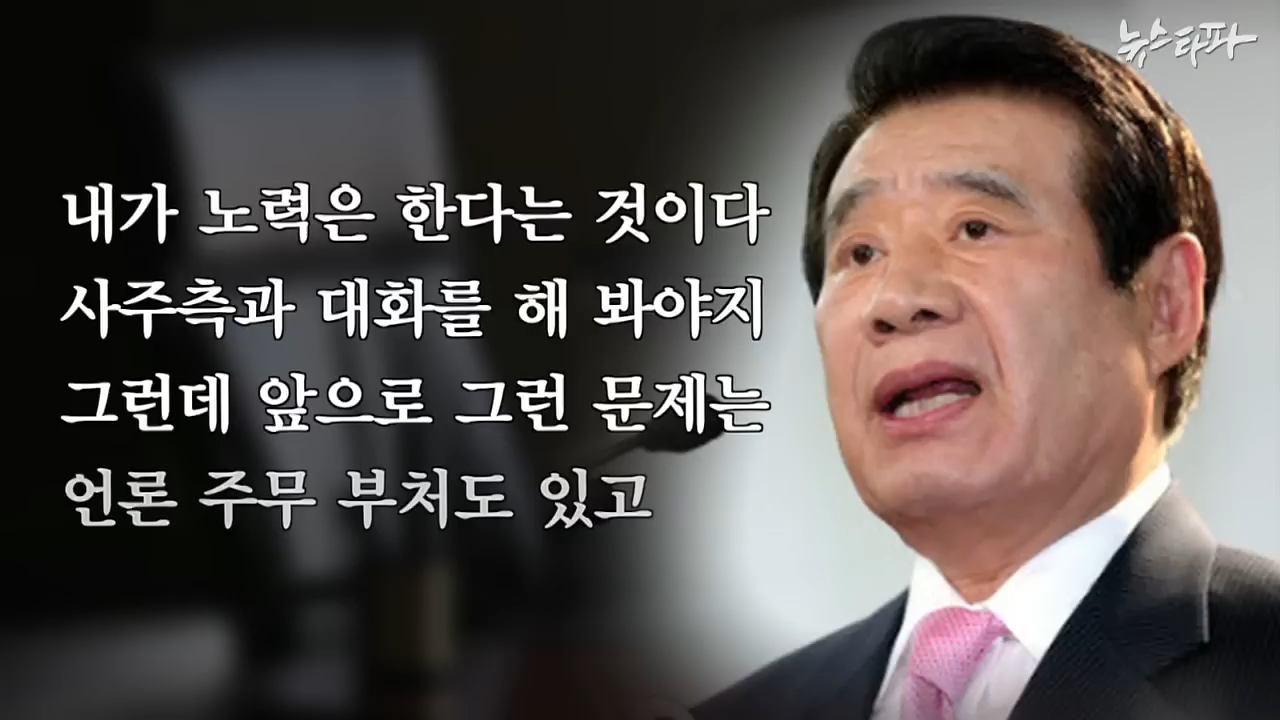 뉴스타파
내가 노력은 한다는 것이다
사주측과 대화를 해 봐야지
그런데 앞으로 그런 문제는
언론 주무 부처도 있고